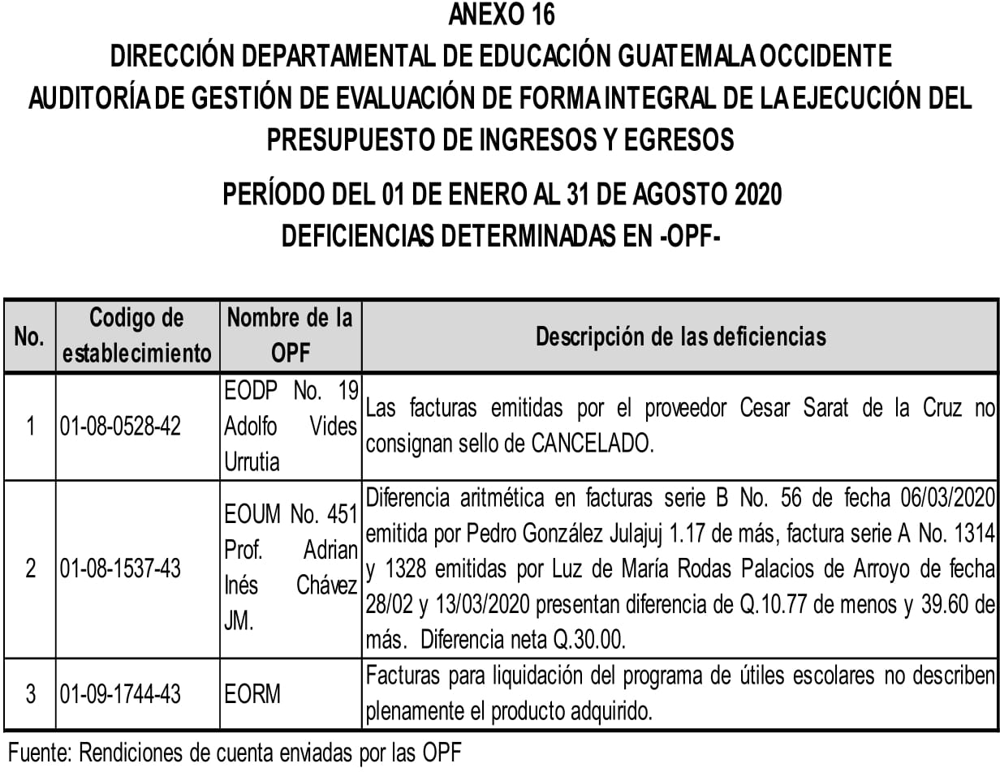 ANEXO 16
DIRECCIÓN DEPARTAMENTAL DE EDUCACIÓN GUATEMALA OCCIDENTE
AUDITORÍA DE GESTIÓN DE EVALUACIÓN DE FORMA INTEGRAL DE LA EJECUCIÓN DEL
PRESUPUESTO DE INGRESOS Y EGRESOS
PERÍODO DEL 01 DE ENERO AL 31 DE AGOSTO 2020
DEFICIENCIAS DETERMINADAS EN -OPF-
No.
Codigo de
establecimiento
Nombre de la
OPF
Descripción de las deficiencias
1
01-08-0528-42
EODP No. 19
Adolfo Vides
Urrutia
Las facturas emitidas por el proveedor Cesar Sarat de la Cruz no
consignan sello de CANCELADO.
2
01-08-1537-43
EOUM No. 451
Prof. Adrian
Inés Chávez
JM.
Diferencia aritmética en facturas serie B No. 56 de fecha 06/03/2020
emitida por Pedro González Julajuj 1.17 de más, factura serie A No. 1314
y 1328 emitidas por Luz de María Rodas Palacios de Arroyo de fecha
28/02 y 13/03/2020 presentan diferencia de Q.10.77 de menos y 39.60 de
más. Diferencia neta Q.30.00.
3
01-09-1744-43
EORM
Facturas para liquidación del programa de útiles escolares no describen
plenamente el producto adquirido.
Fuente: Rendiciones de cuenta enviadas por las OPF